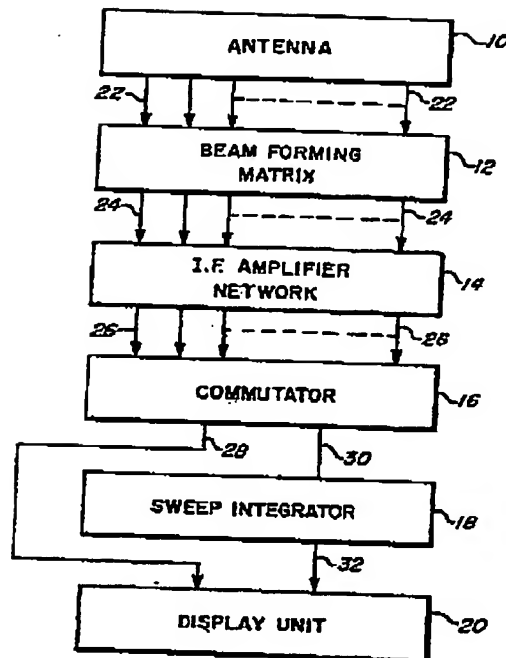 ANTENNA
10
22
22
BEAM FORMING
MATRIX
12
24
24
I.F. AMPLIFIER
NETWORK
14
26
26
COMMUTATOR
16
28
30
SWEEP INTEGRATOR
18
32
DISPLAY UNIT
20